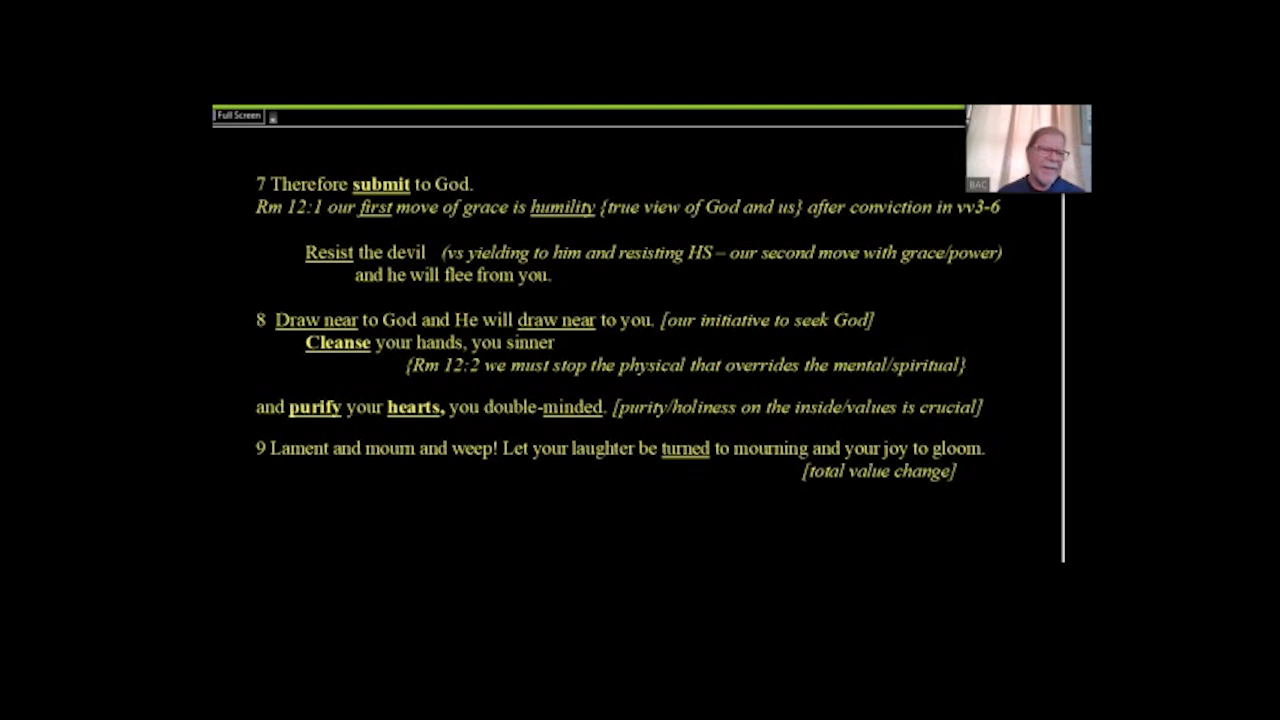 Full Screen
BAC
7 Therefore submit to God.
Rm 12:1 our first move of grace is humility {true view of God and us} after conviction in vv3-6
Resist the devil (vs yielding to him and resisting HS – our second move with grace/power)
and he will flee from you.
8 Draw near to God and He will draw near to you. [our initiative to seek God]
Cleanse your hands, you sinner
{Rm 12:2 we must stop the physical that overrides the mental/spiritual}
and purify your hearts, you double-minded. [purity/holiness on the inside/values is crucial]
9 Lament and mourn and weep! Let your laughter be turned to mourning and your joy to gloom.
[total value change]